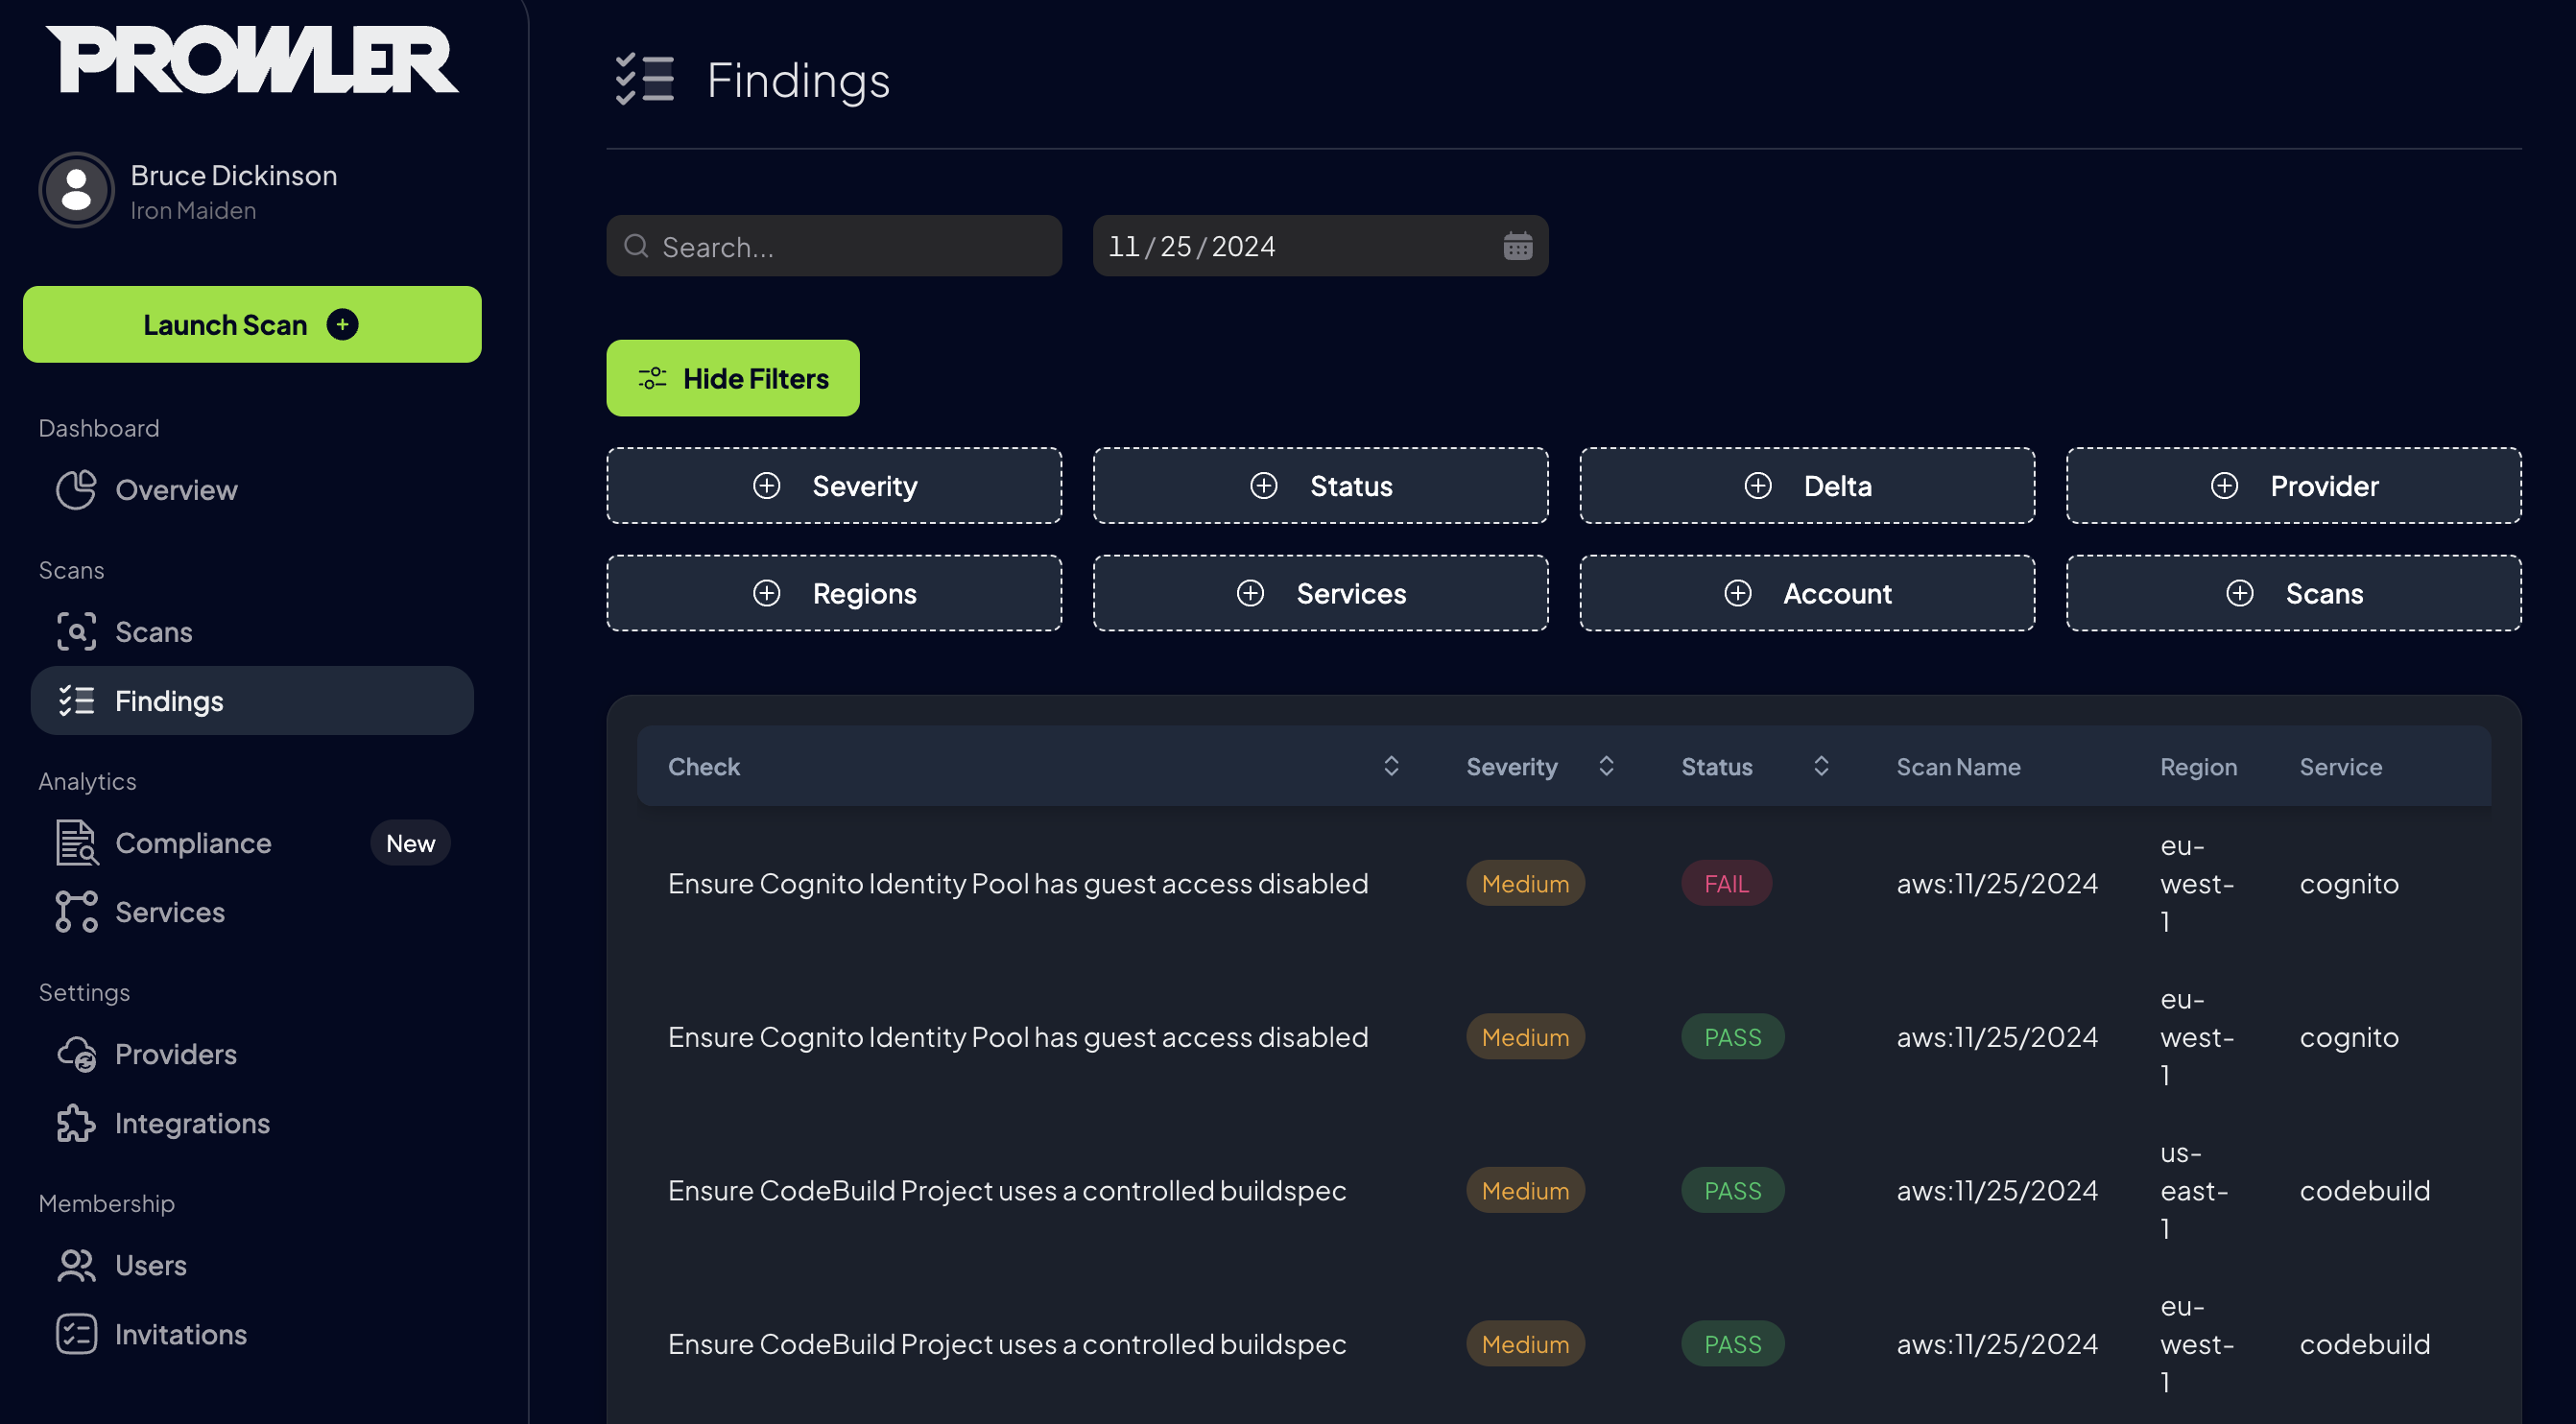 PROWLER
Bruce Dickinson
Iron Maiden
Launch Scan
Dashboard
Overview
Scans
Scans
Findings
Analytics
Compliance New
Services
Settings
Providers
Integrations
Membership
Users
Invitations
Findings
Search...
11/25/2024
Hide Filters
Severity Status Delta Provider
Regions Services Account Scans
Check Severity Status Scan Name Region Service
Ensure Cognito Identity Pool has guest access disabled Medium FAIL aws:11/25/2024 eu-west-1 cognito
Ensure Cognito Identity Pool has guest access disabled Medium PASS aws:11/25/2024 eu-west-1 cognito
Ensure CodeBuild Project uses a controlled buildspec Medium PASS aws:11/25/2024 us-east-1 codebuild
Ensure CodeBuild Project uses a controlled buildspec Medium PASS aws:11/25/2024 eu-west-1 codebuild